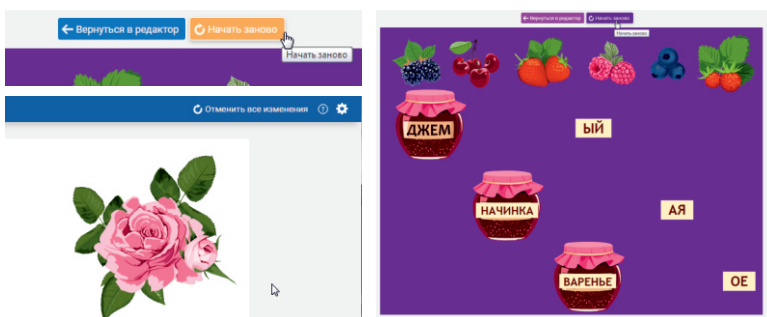 Вернуться в редактор
Начать заново
Начать заново
Отменить все изменения
?
Вернуться в редактор
Начать заново
Начать заново
ДЖЕМ
ЫЙ
НАЧИНКА
АЯ
ВАРЕНЬЕ
ОЕ